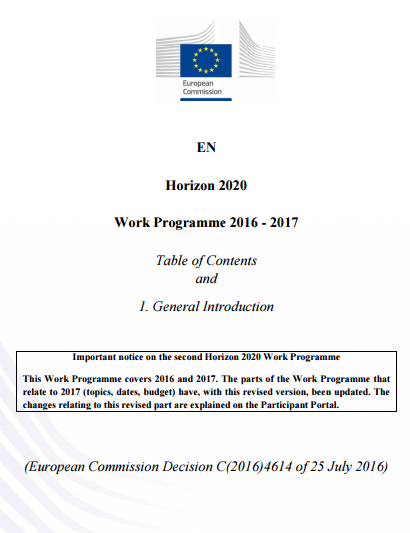 European
Commission
EN
Horizon 2020
Work Programme 2016 - 2017
Table of Contents
and
1. General Introduction
Important notice on the second Horizon 2020 Work Programme
This Work Programme covers 2016 and 2017. The parts of the Work Programme that
relate to 2017 (topics, dates, budget) have, with this revised version, been updated. The
changes relating to this revised part are explained on the Participant Portal.
(European Commission Decision C(2016)4614 of 25 July 2016)